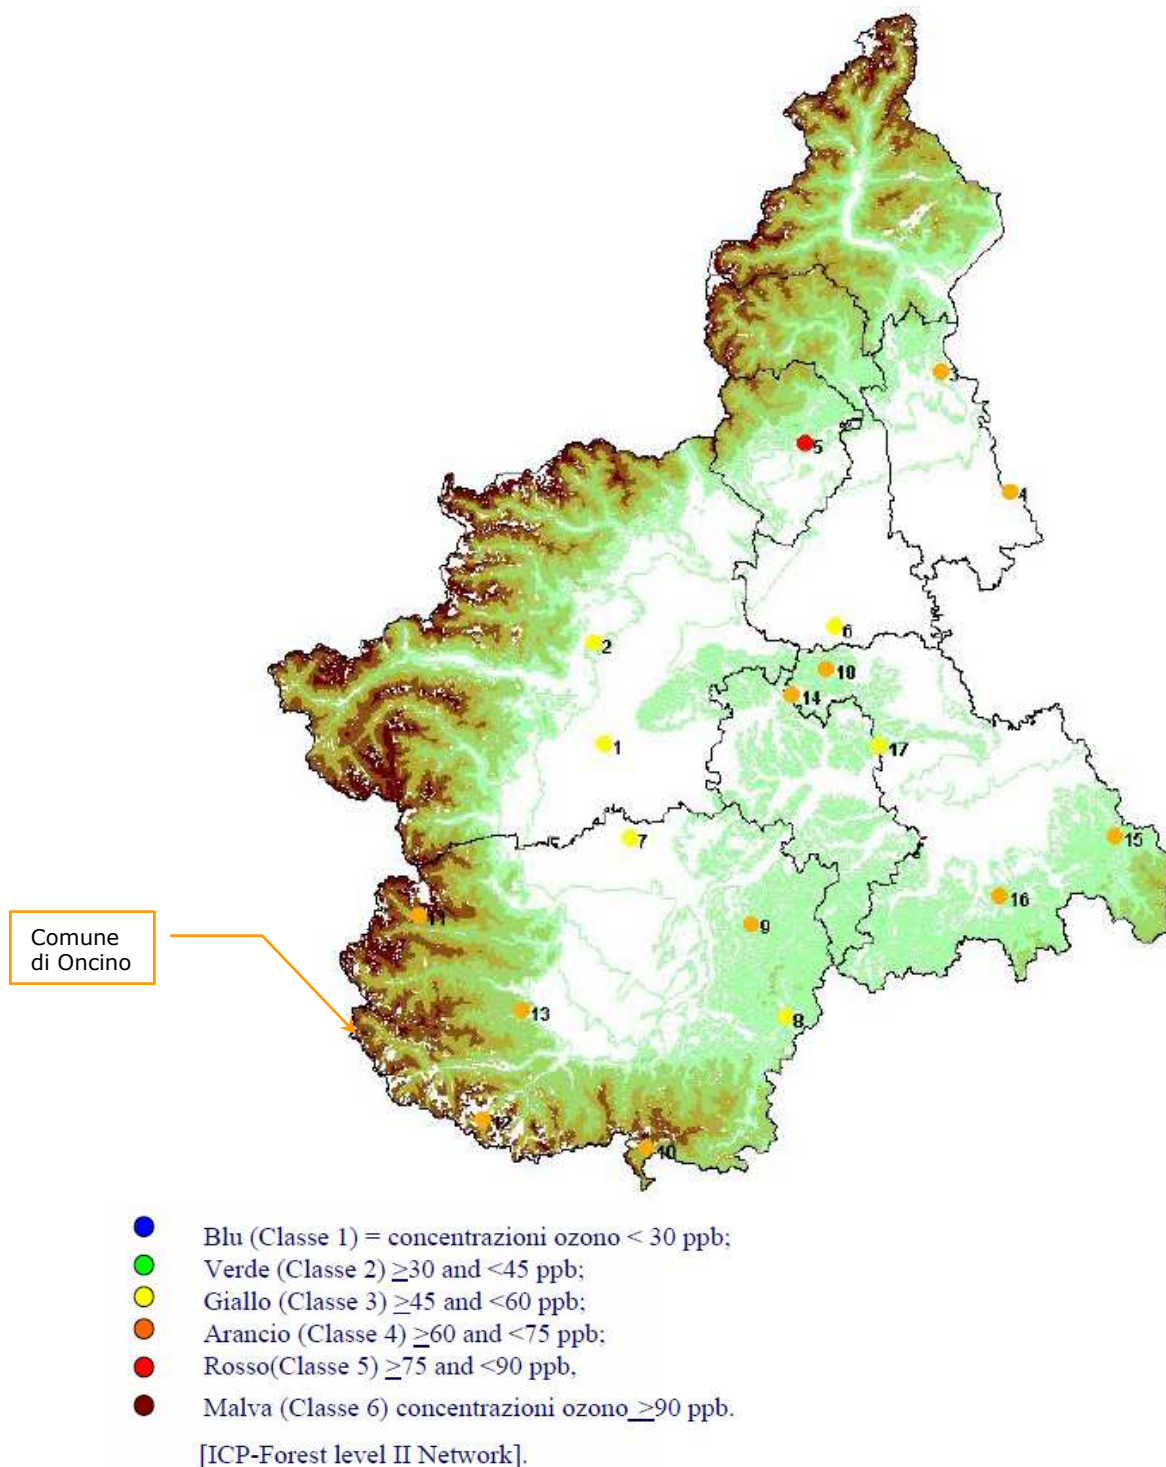 3
5
4
6
2
18
14
1
17
7
15
16
11
9
Comune
di Oncino
13
8
12
10
Blu (Classe 1) = concentrazioni ozono < 30 ppb;
Verde (Classe 2) ≥30 and <45 ppb;
Giallo (Classe 3) ≥45 and <60 ppb;
Arancio (Classe 4) ≥60 and <75 ppb;
Rosso(Classe 5) ≥75 and <90 ppb,
Malva (Classe 6) concentrazioni ozono ≥90 ppb.
[ICP-Forest level II Network].